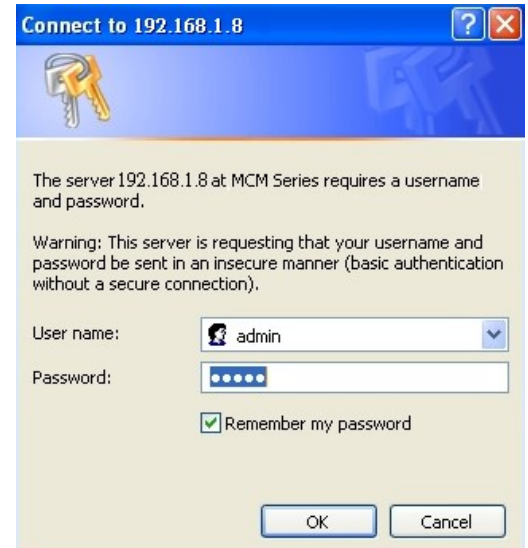 Connect to 192.168.1.8
The server 192.168.1.8 at MCM Series requires a username
and password.
Warning: This server is requesting that your username and
password be sent in an insecure manner (basic authentication
without a secure connection).
User name:
admin
Password:
•••••
Remember my password
OK
Cancel